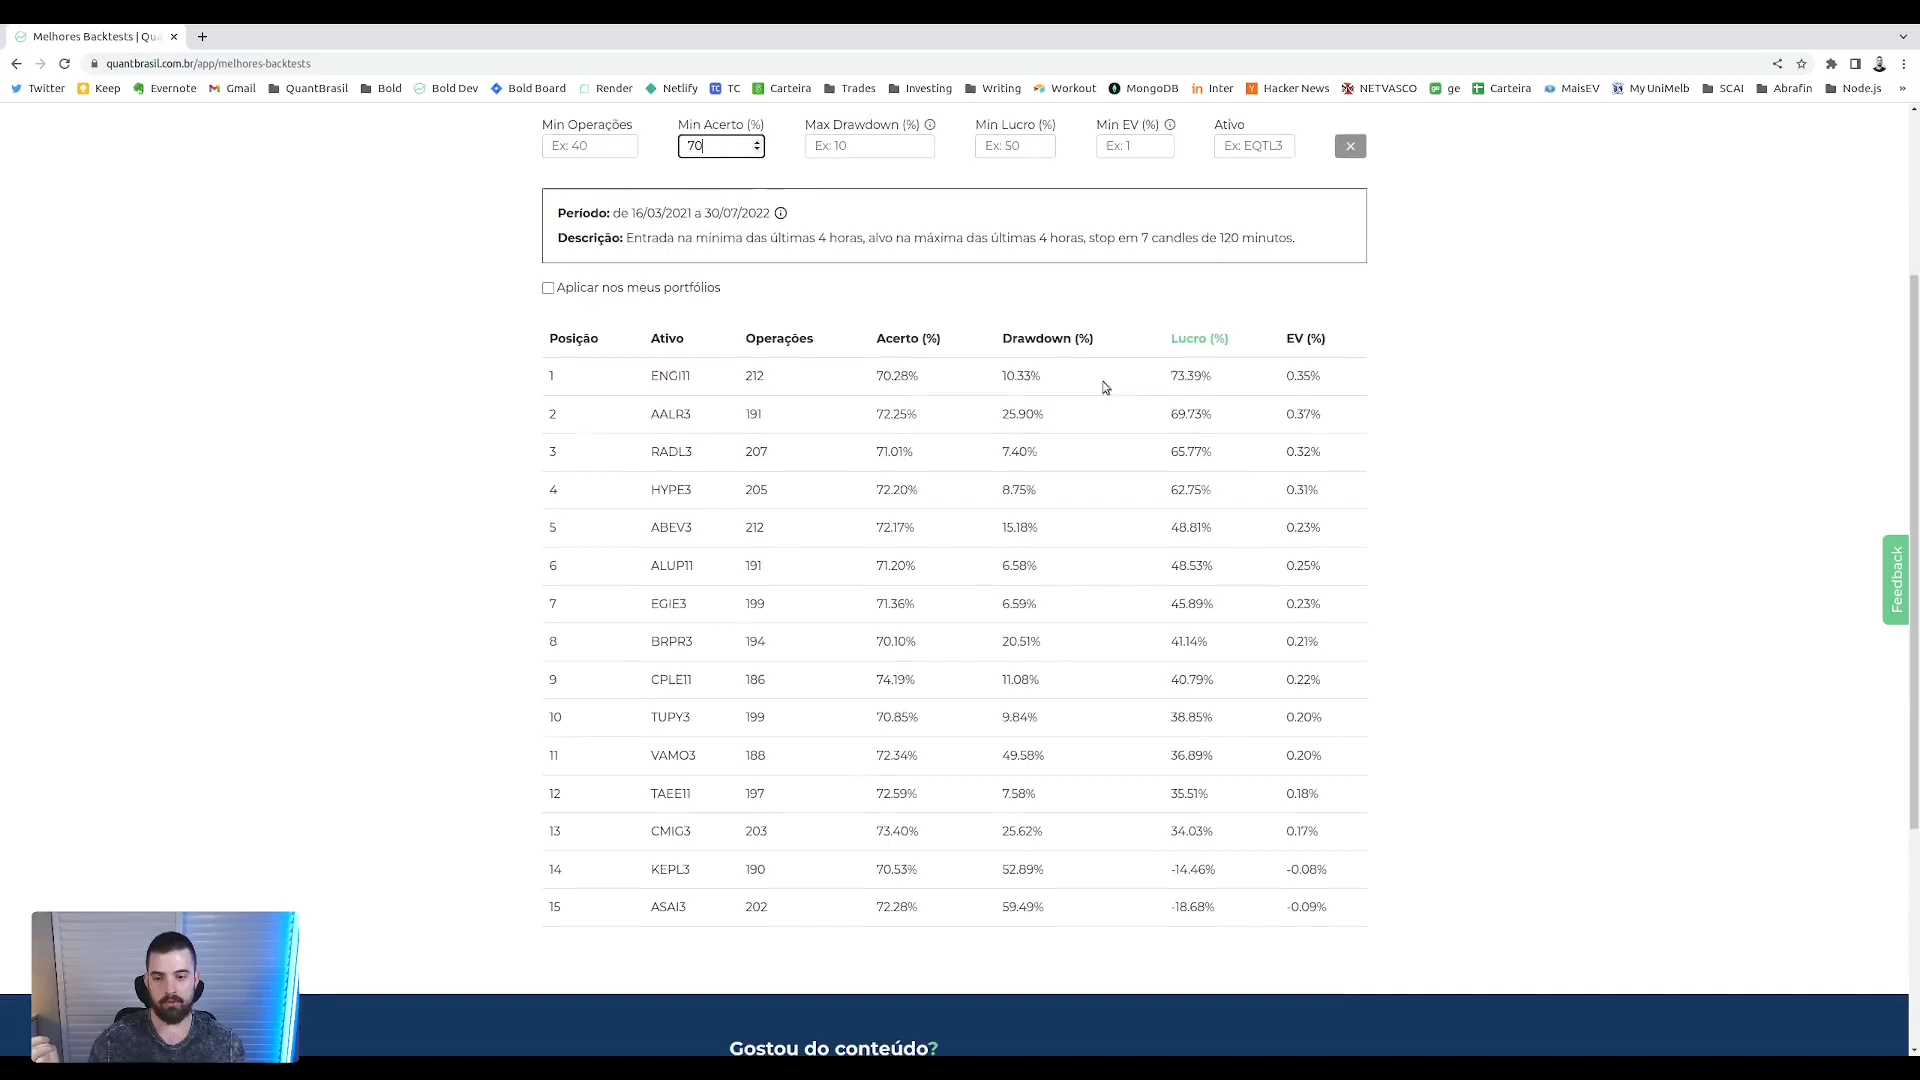 Melhores Backtests | Qua
quantbrasil.com.br/app/melhores-backtests
Twitter Keep Evernote Gmail QuantBrasil Bold Bold Dev Bold Board Render Netlify TC TC Carteira Trades Investing Writing Workout MongoDB Inter Hacker News NETVASCO ge Carteira MaisEV My UniMelb SCAI Abrafin Node.js »
Min Operações Min Acerto (%) Max Drawdown (%) Min Lucro (%) Min EV (%) Ativo
Ex: 40 70 Ex: 10 Ex: 50 Ex: 1 Ex: EQTL3
Período: de 16/03/2021 a 30/07/2022
Descrição: Entrada na mínima das últimas 4 horas, alvo na máxima das últimas 4 horas, stop em 7 candles de 120 minutos.
Aplicar nos meus portfólios
Posição Ativo Operações Acerto (%) Drawdown (%) Lucro (%) EV (%)
1 ENGI11 212 70.28% 10.33% 73.39% 0.35%
2 AALR3 191 72.25% 25.90% 69.73% 0.37%
3 RADL3 207 71.01% 7.40% 65.77% 0.32%
4 HYPE3 205 72.20% 8.75% 62.75% 0.31%
5 ABEV3 212 72.17% 15.18% 48.81% 0.23%
6 ALUP11 191 71.20% 6.58% 48.53% 0.25%
7 EGIE3 199 71.36% 6.59% 45.89% 0.23%
8 BRPR3 194 70.10% 20.51% 41.14% 0.21%
9 CPLE11 186 74.19% 11.08% 40.79% 0.22%
10 TUPY3 199 70.85% 9.84% 38.85% 0.20%
11 VAMO3 188 72.34% 49.58% 36.89% 0.20%
12 TAEE11 197 72.59% 7.58% 35.51% 0.18%
13 CMIG3 203 73.40% 25.62% 34.03% 0.17%
14 KEPL3 190 70.53% 52.89% -14.46% -0.08%
15 ASAI3 202 72.28% 59.49% -18.68% -0.09%
Feedback
Gostou do conteúdo?